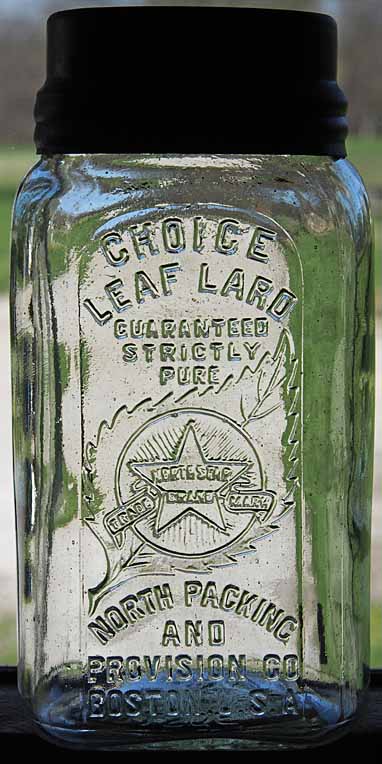 CHOICE
LEAF LARD
GUARANTEED
STRICTLY
PURE
NORTH STAR
BRAND
TRADE MARK
NORTH PACKING
AND
PROVISION CO
BOSTON U.S.A.